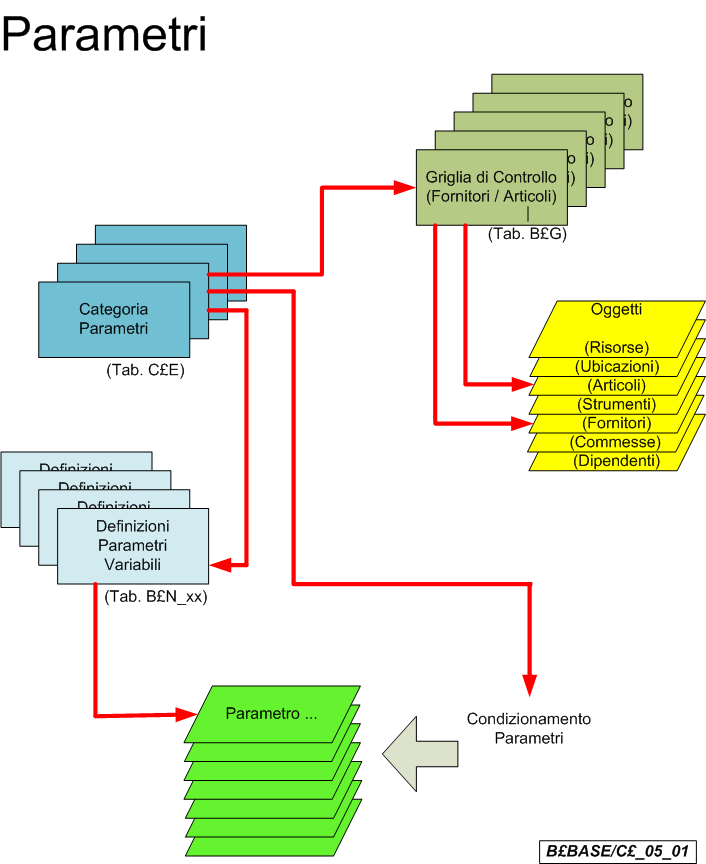 Parametri
Griglia di Controllo
(Fornitori / Articoli)
(Tab. B£G)
Categoria
Parametri
(Tab. C£E)
Oggetti
(Risorse)
(Ubicazioni)
(Articoli)
(Strumenti)
(Fornitori)
(Commesse)
(Dipendenti)
Definizioni
Definizioni
Definizioni
Definizioni
Parametri
Variabili
(Tab. B£N_xx)
Parametro ...
Condizionamento
Parametri
B£BASE/C£_05_01